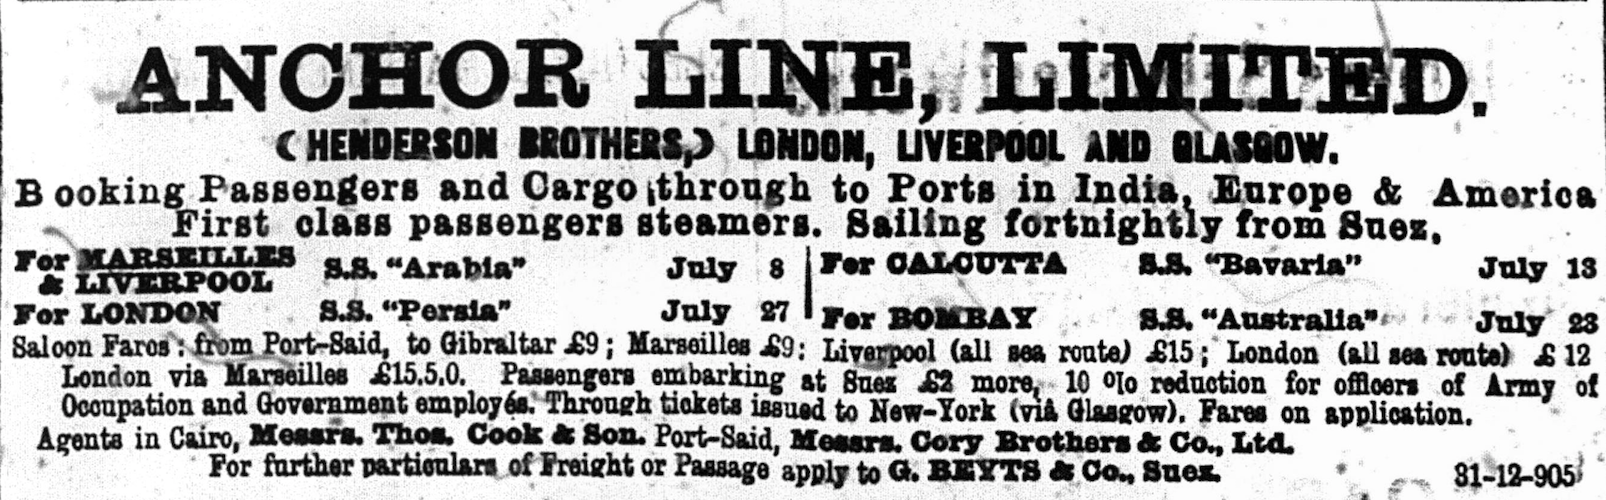 ANCHOR LINE, LIMITED.
(HENDERSON BROTHERS,) LONDON, LIVERPOOL AND GLASGOW.
Booking Passengers and Cargo through to Ports in India, Europe & America
First class passengers steamers. Sailing fortnightly from Suez,
For MARSEILLES & LIVERPOOL S.S. "Arabia" July 8
For LONDON S.S. "Persia" July 27
For CALCUTTA S.S. "Bavaria" July 13
For BOMBAY S.S. "Australia" July 23
Saloon Fares: from Port-Said, to Gibraltar £9; Marseilles £9: Liverpool (all sea route) £15; London (all sea route) £12
London via Marseilles £15.5.0. Passengers embarking at Suez £2 more, 10 o/o reduction for officers of Army of
Occupation and Government employés. Through tickets issued to New-York (viâ Glasgow). Fares on application.
Agents in Cairo, Messrs. Thos. Cook & Son. Port-Said, Messrs. Cory Brothers & Co., Ltd.
For further particulars of Freight or Passage apply to G. BEYTS & Co., Suez.
31-12-905